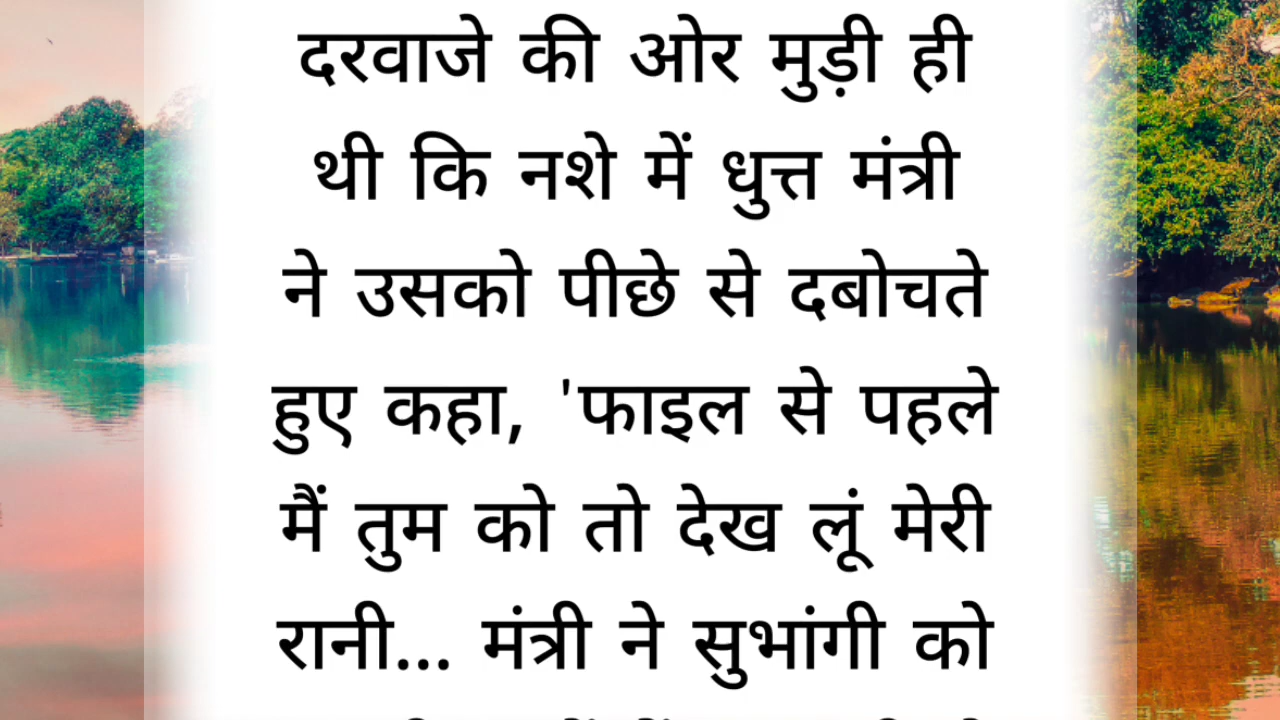 दरवाजे की ओर मुड़ी ही
थी कि नशे में धुत्त मंत्री
ने उसको पीछे से दबोचते
हुए कहा, 'फाइल से पहले
मैं तुम को तो देख लूं मेरी
रानी... मंत्री ने सुभांगी को